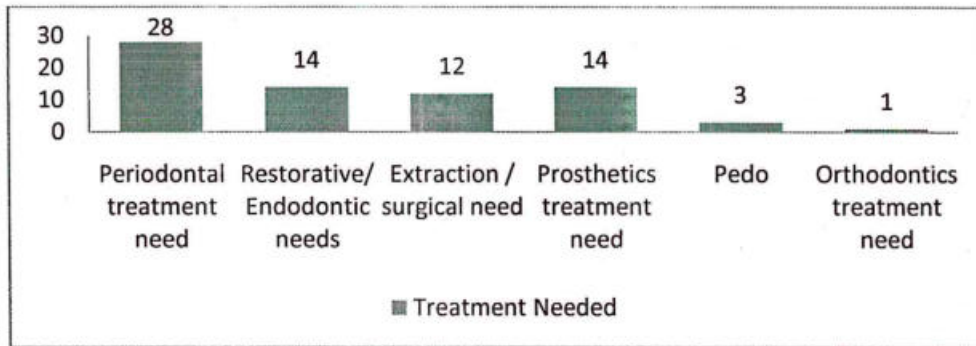 30
20
10
0
28
14
12
14
3
1
Periodontal treatment need
Restorative/ Endodontic needs
Extraction / surgical need
Prosthetics treatment need
Pedo
Orthodontics treatment need
Treatment Needed